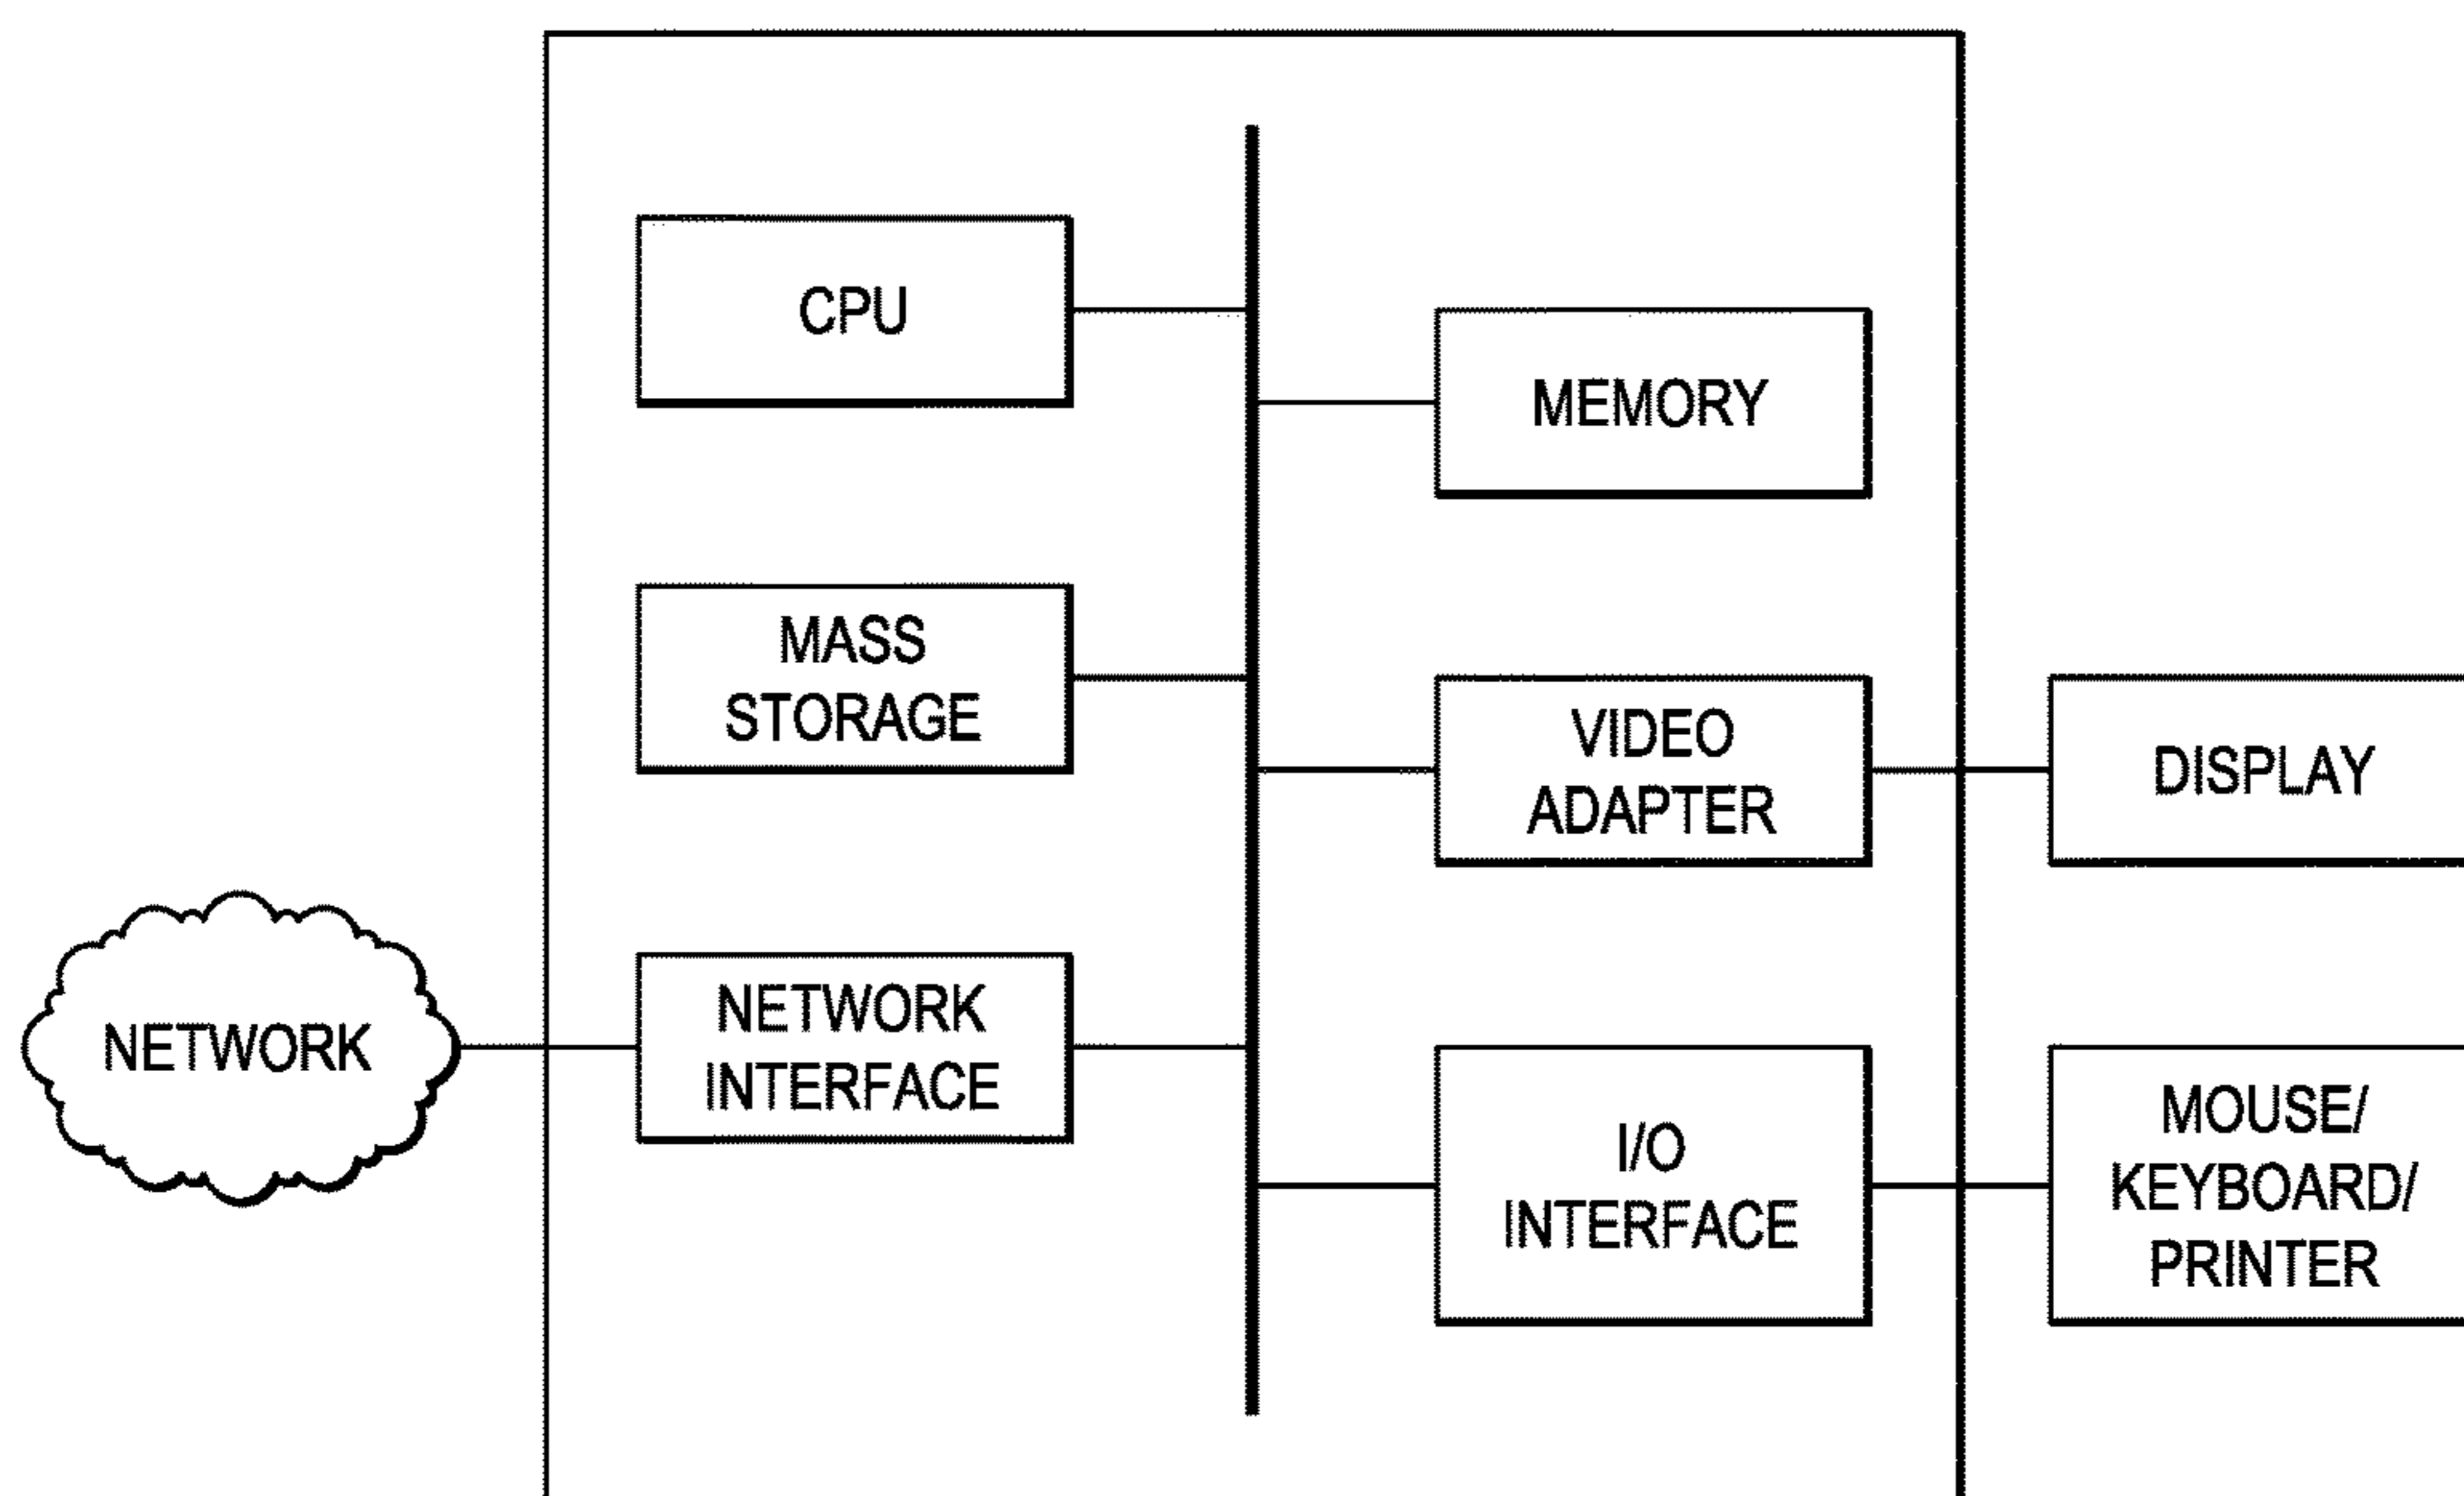 CPU
MEMORY
MASS
STORAGE
VIDEO
ADAPTER
DISPLAY
NETWORK
NETWORK
INTERFACE
I/O
INTERFACE
MOUSE/
KEYBOARD/
PRINTER